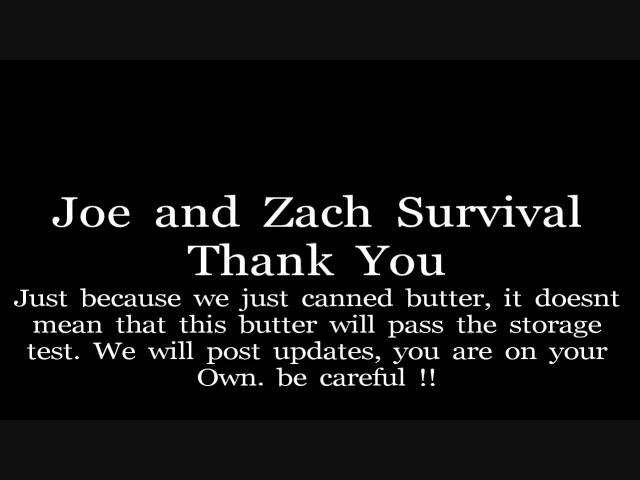 Joe and Zach Survival
Thank You
Just because we just canned butter, it doesnt
mean that this butter will pass the storage
test. We will post updates, you are on your
Own. be careful !!